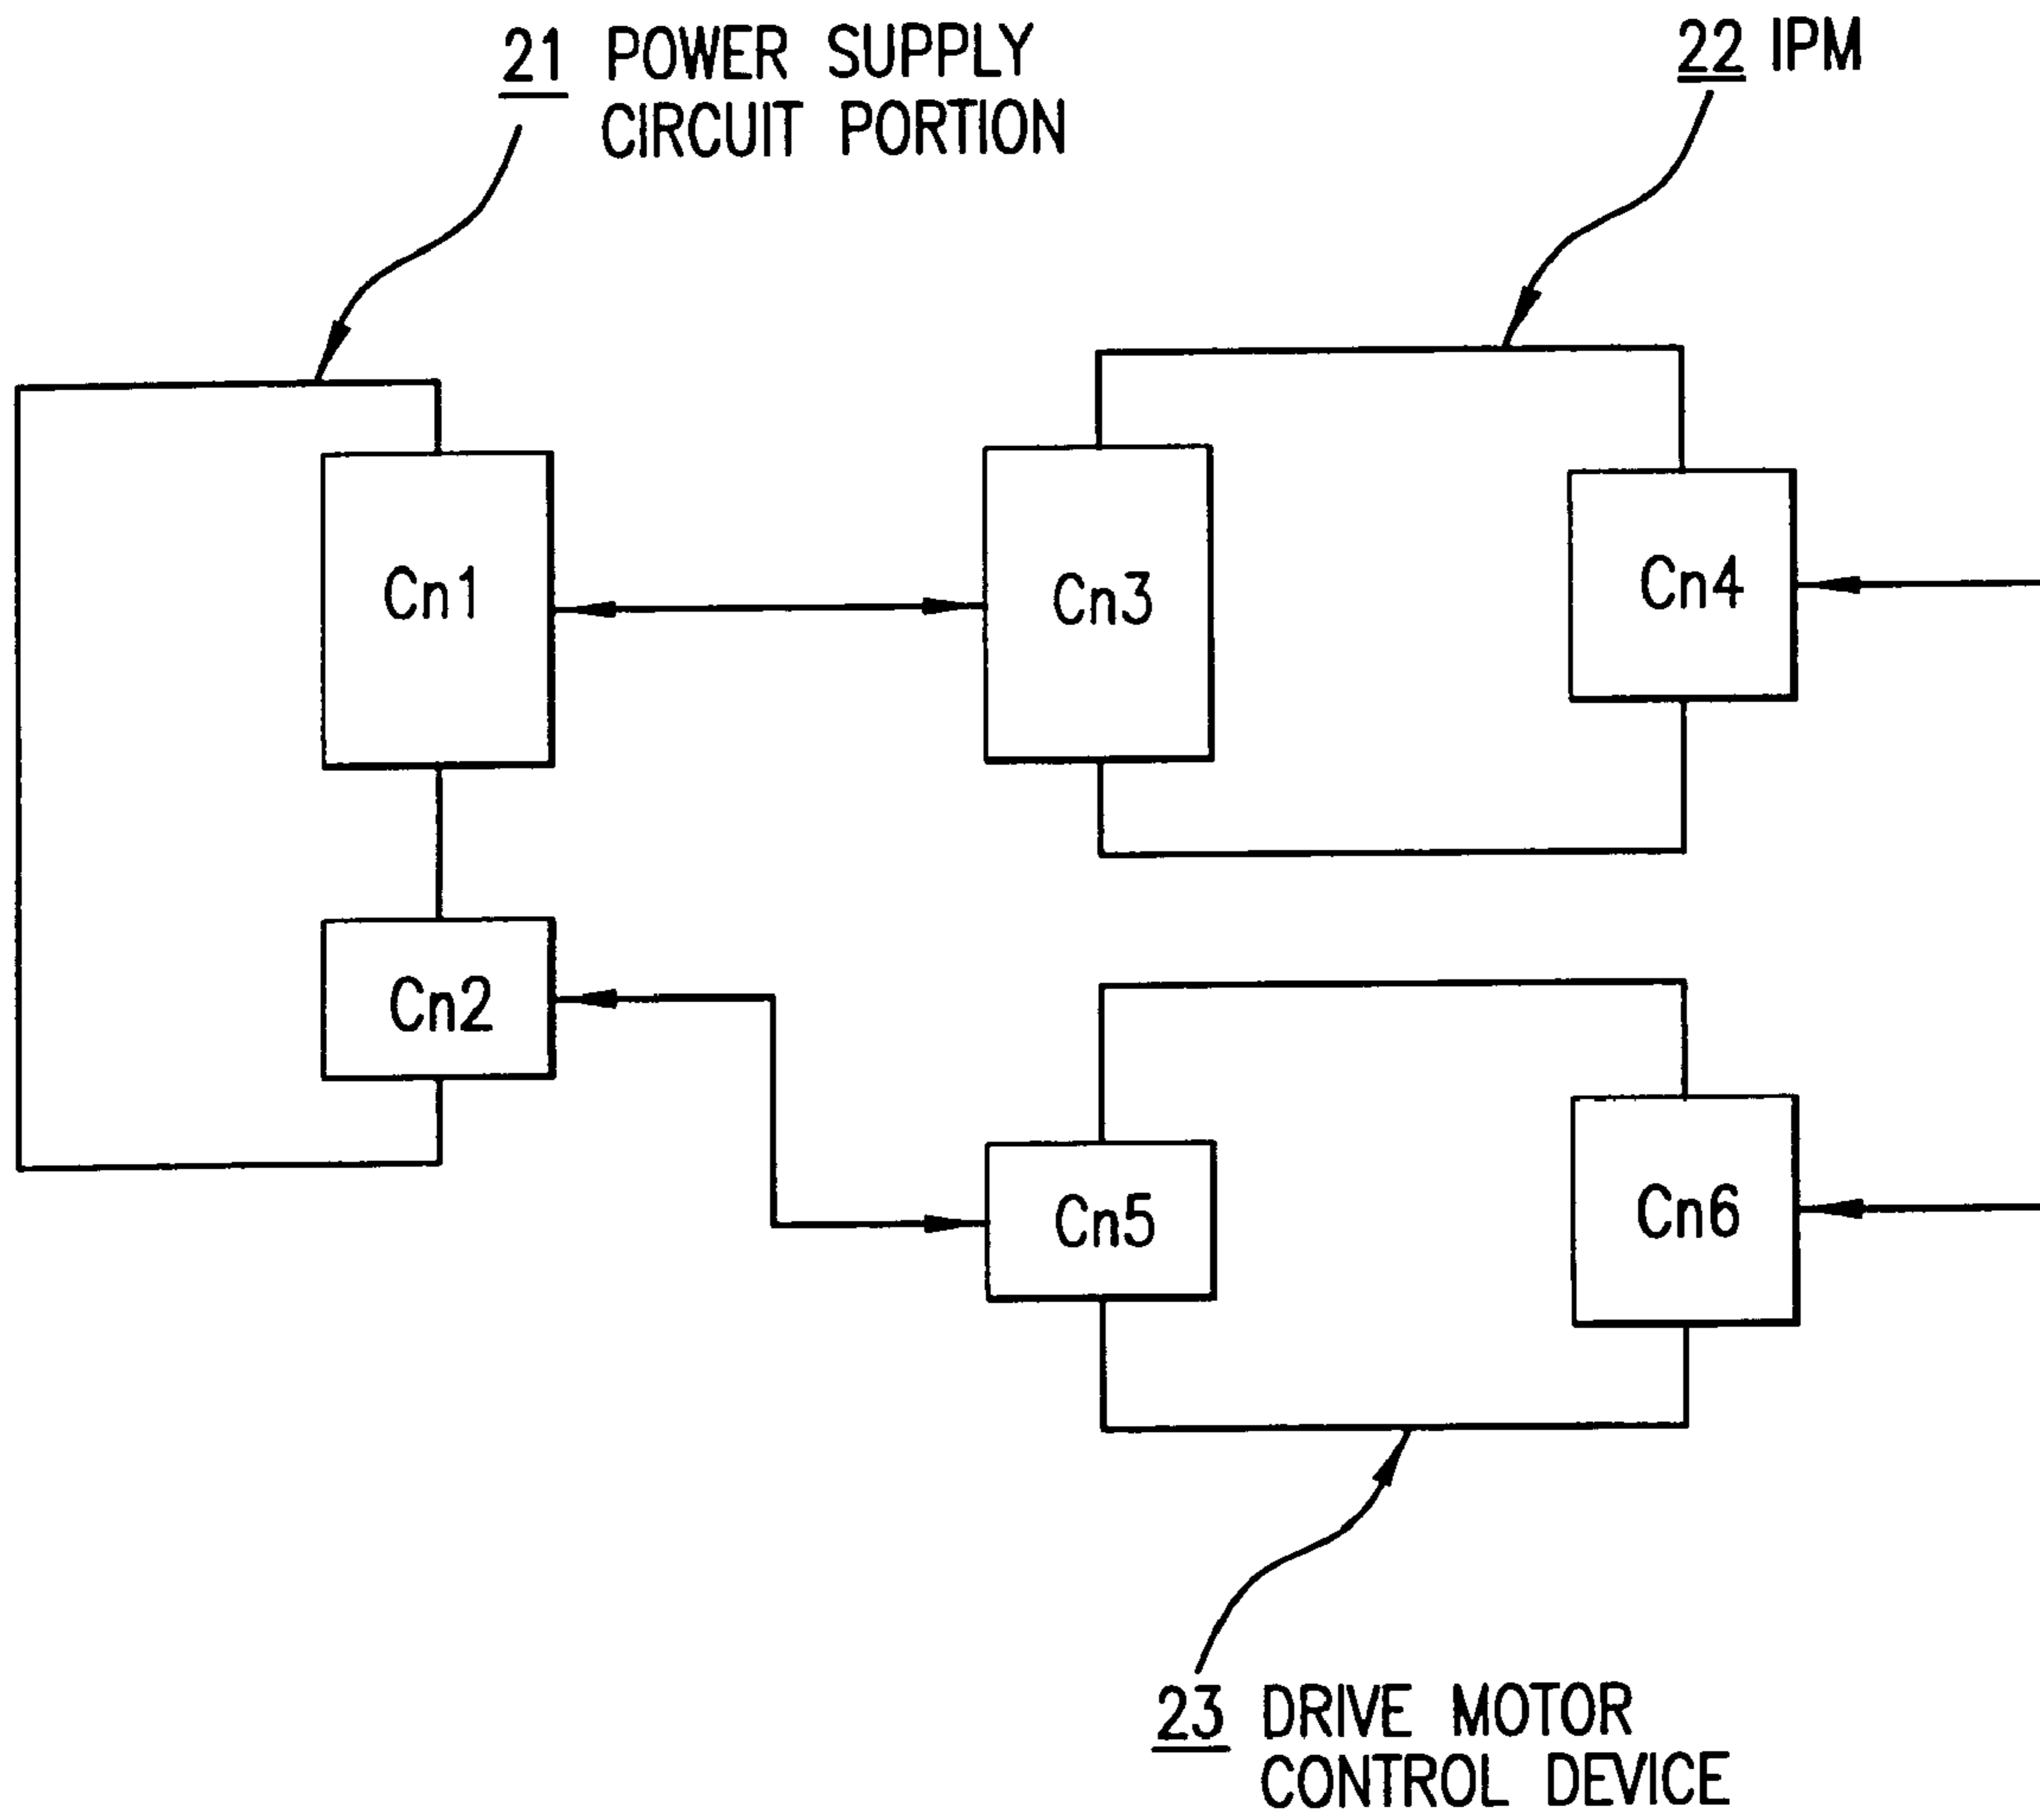 21 POWER SUPPLY
CIRCUIT PORTION
22 IPM
Cn1
Cn3
Cn4
Cn2
Cn5
Cn6
23 DRIVE MOTOR
CONTROL DEVICE